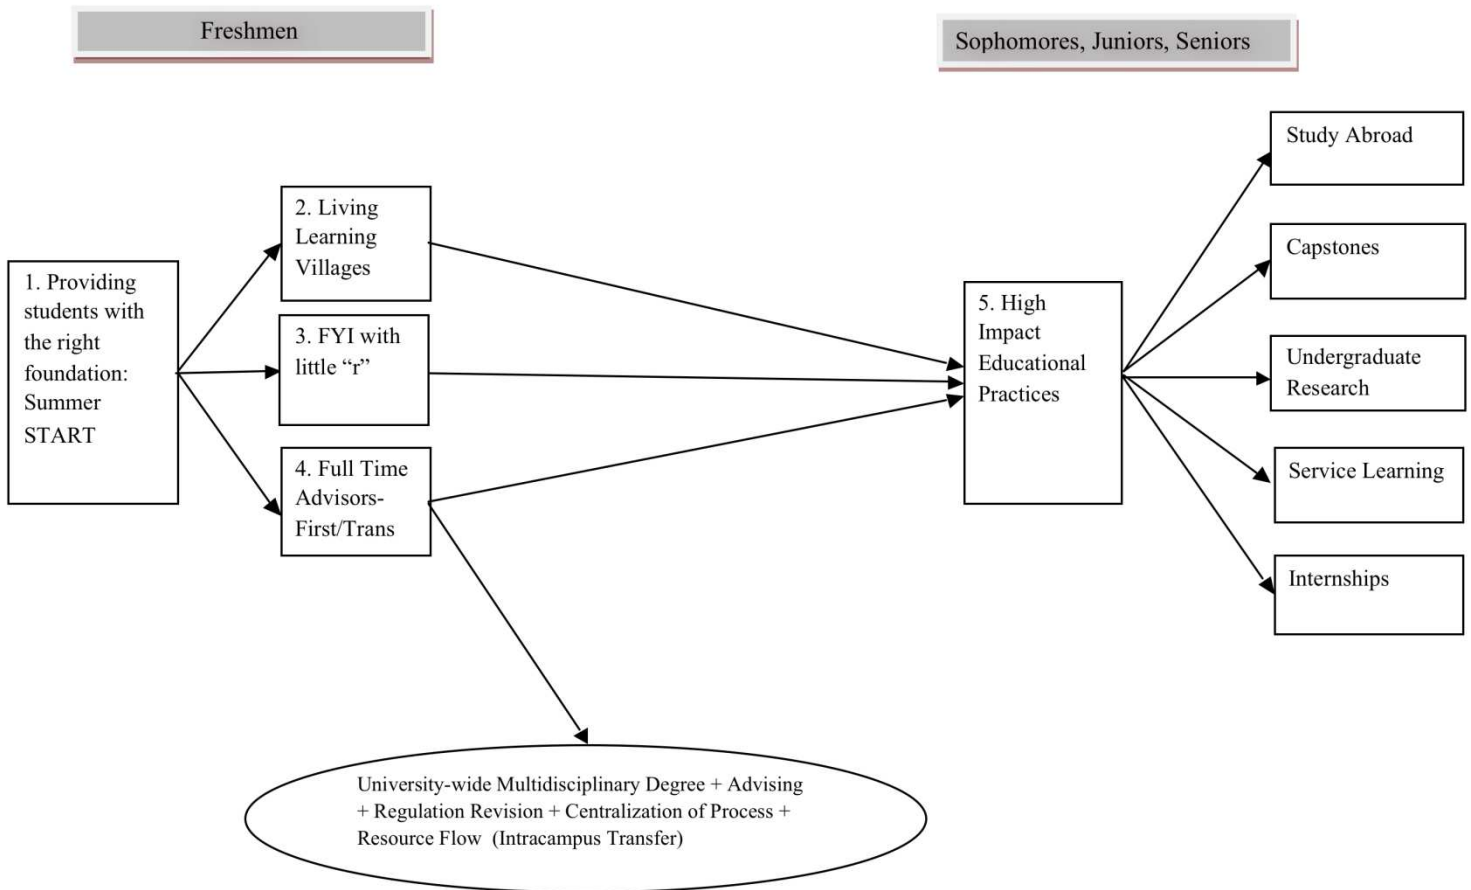 Freshmen
Sophomores, Juniors, Seniors
1. Providing
students with
the right
foundation:
Summer
START
2. Living
Learning
Villages
3. FYI with
little “r”
4. Full Time
Advisors-
First/Trans
5. High
Impact
Educational
Practices
Study Abroad
Capstones
Undergraduate
Research
Service Learning
Internships
University-wide Multidisciplinary Degree + Advising
+ Regulation Revision + Centralization of Process +
Resource Flow (Intracampus Transfer)